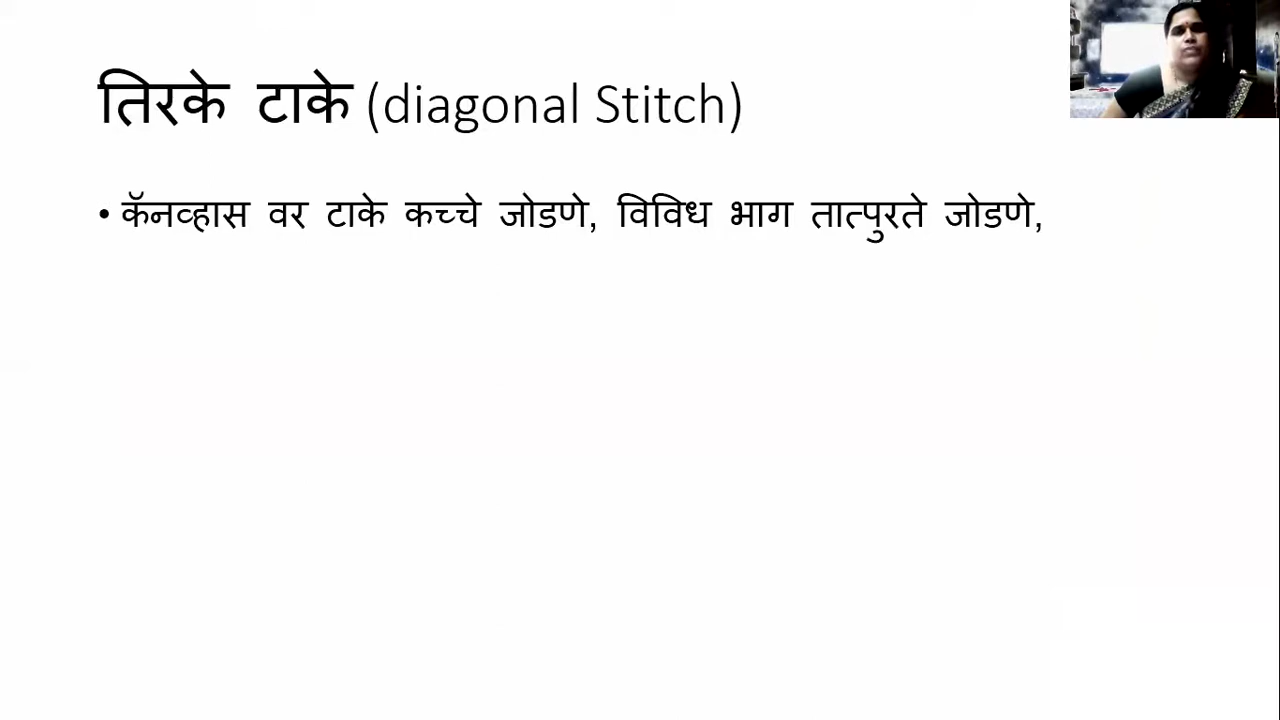 तिरके टाके (diagonal Stitch)
• कॅनव्हास वर टाके कच्चे जोडणे, विविध भाग तात्पुरते जोडणे,